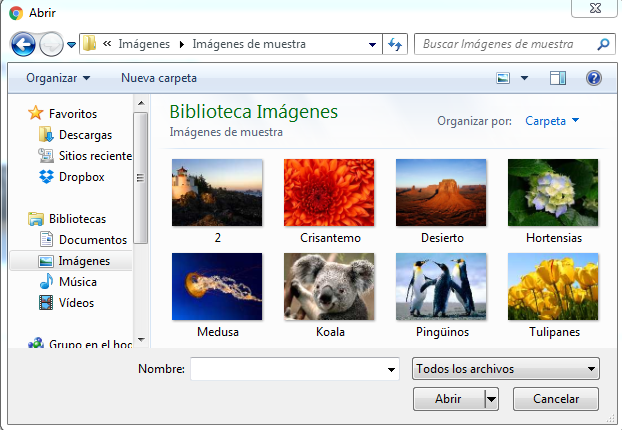 Abrir
« Imágenes Imágenes de muestra
Buscar Imágenes de muestra
Organizar Nueva carpeta
Favoritos
Descargas
Sitios reciente
Dropbox
Bibliotecas
Documentos
Imágenes
Música
Vídeos
Grupo en el hoc
Biblioteca Imágenes
Imágenes de muestra
Organizar por: Carpeta
2 Crisantemo Desierto Hortensias
Medusa Koala Pingüinos Tulipanes
Nombre:
Todos los archivos
Abrir Cancelar